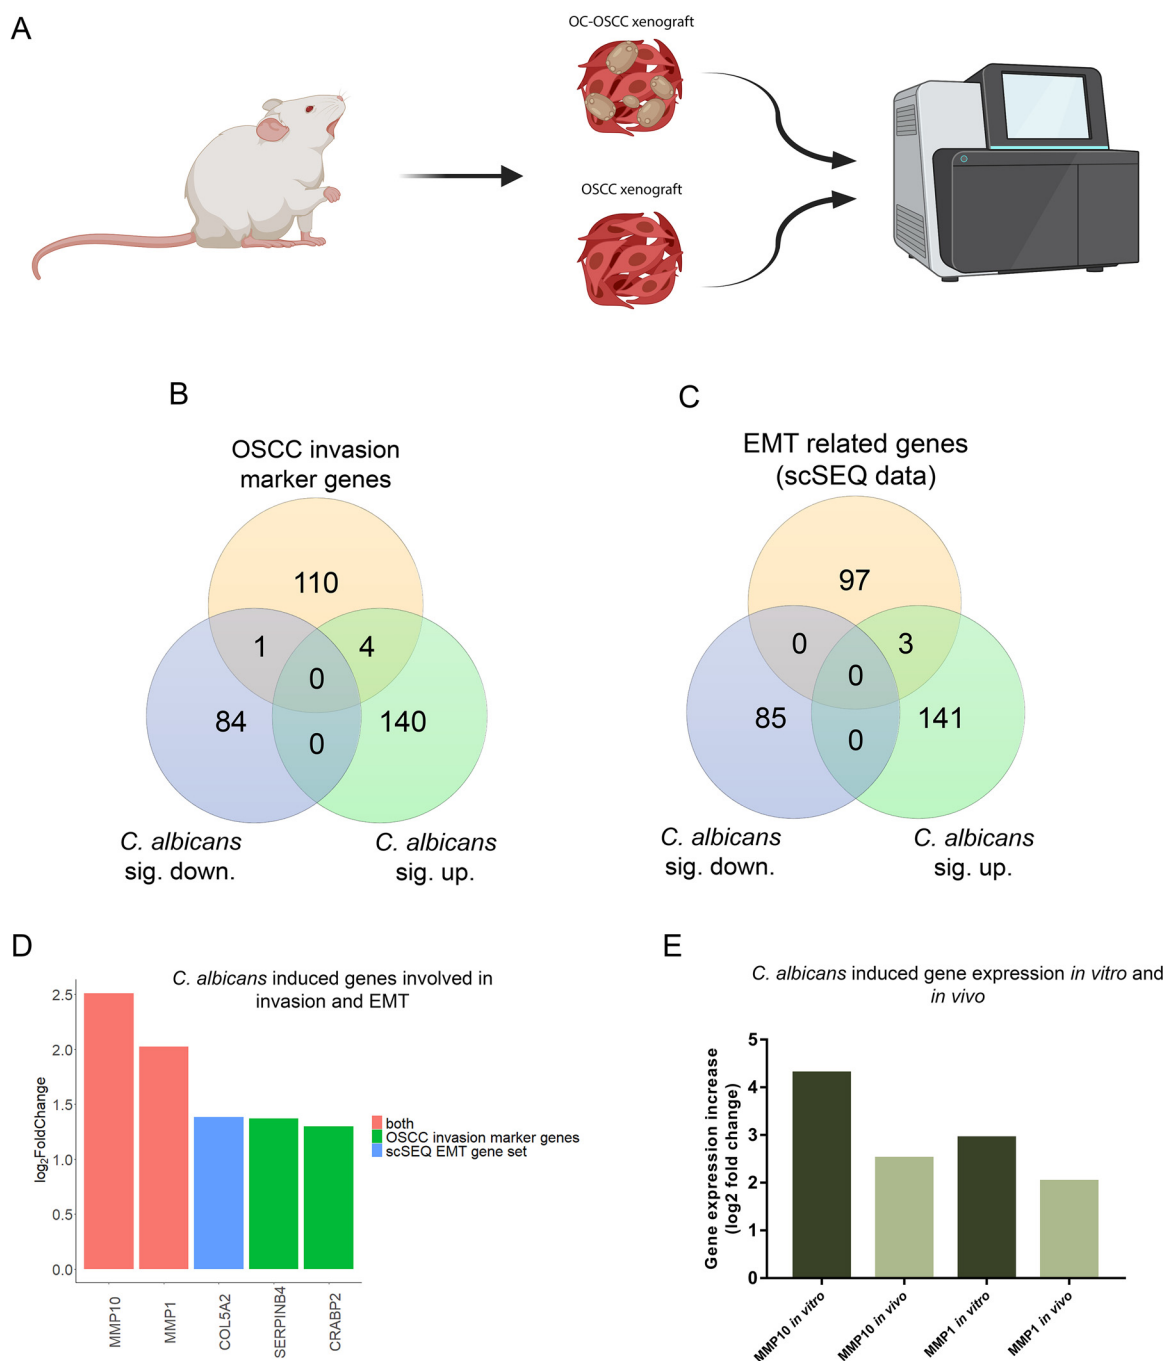 A
OC-OSCC xenograft
OSCC xenograft
B
OSCC invasion
marker genes
110
1
4
0
84
140
0
C. albicans
sig. down.
C. albicans
sig. up.
C
EMT related genes
(scSEQ data)
97
0
3
0
85
141
0
C. albicans
sig. down.
C. albicans
sig. up.
D
C. albicans induced genes involved in
invasion and EMT
log2FoldChange
2.5
2.0
1.5
1.0
0.5
0.0
MMP10
MMP1
COL5A2
SERPINB4
CRABP2
both
OSCC invasion marker genes
scSEQ EMT gene set
E
C. albicans induced gene expression in vitro and
in vivo
Gene expression increase
(log2 fold change)
5
4
3
2
1
0
MMP10 in vitro
MMP10 in vivo
MMP1 in vitro
MMP1 in vivo